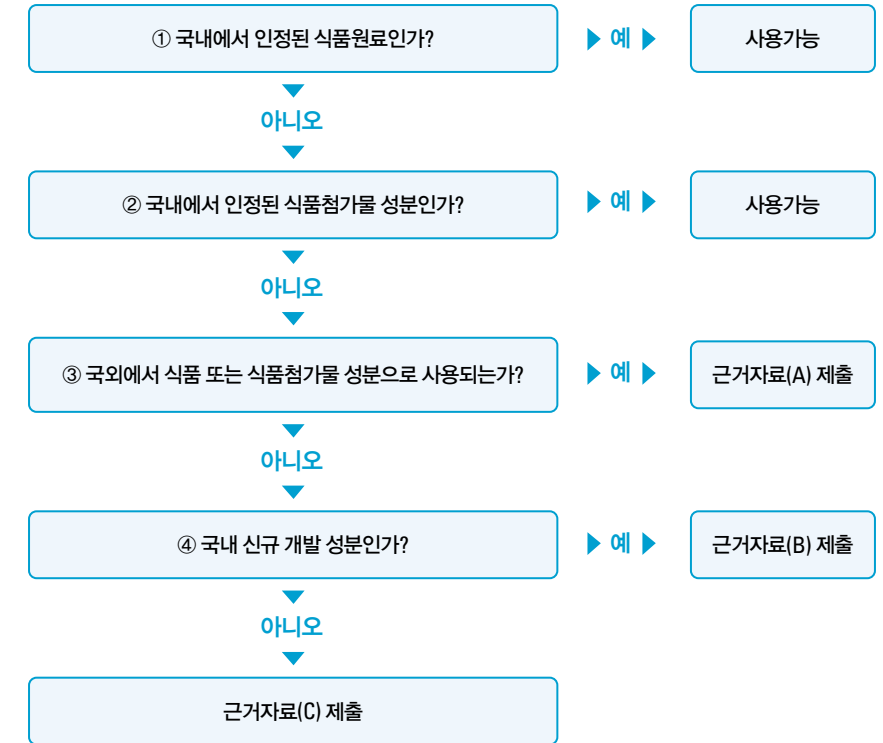 ① 국내에서 인정된 식품원료인가?
예
사용가능
아니오
② 국내에서 인정된 식품첨가물 성분인가?
예
사용가능
아니오
③ 국외에서 식품 또는 식품첨가물 성분으로 사용되는가?
예
근거자료(A) 제출
아니오
④ 국내 신규 개발 성분인가?
예
근거자료(B) 제출
아니오
근거자료(C) 제출